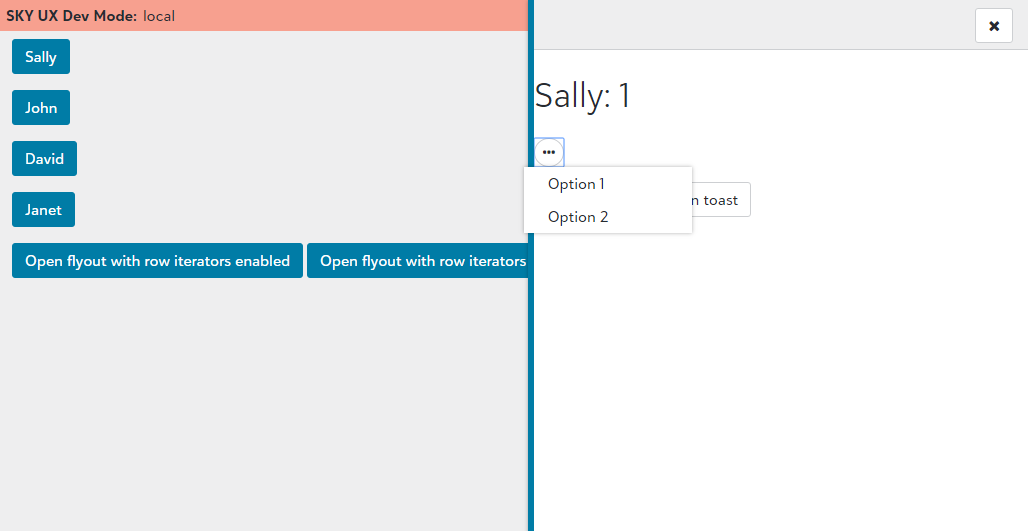 SKY UX Dev Mode: local
Sally
John
David
Janet
Open flyout with row iterators enabled
Open flyout with row iterators
Sally: 1
Option 1
Option 2
n toast